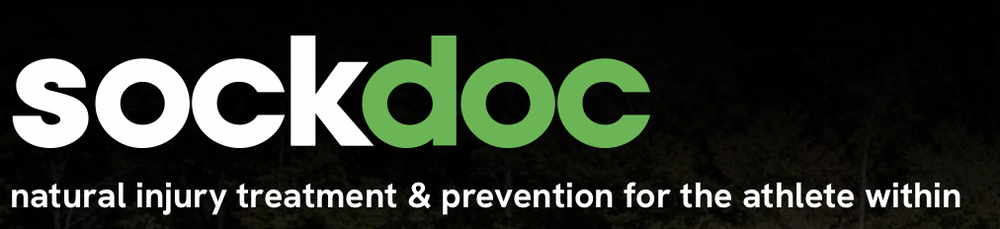 sockdoc
natural injury treatment & prevention for the athlete within